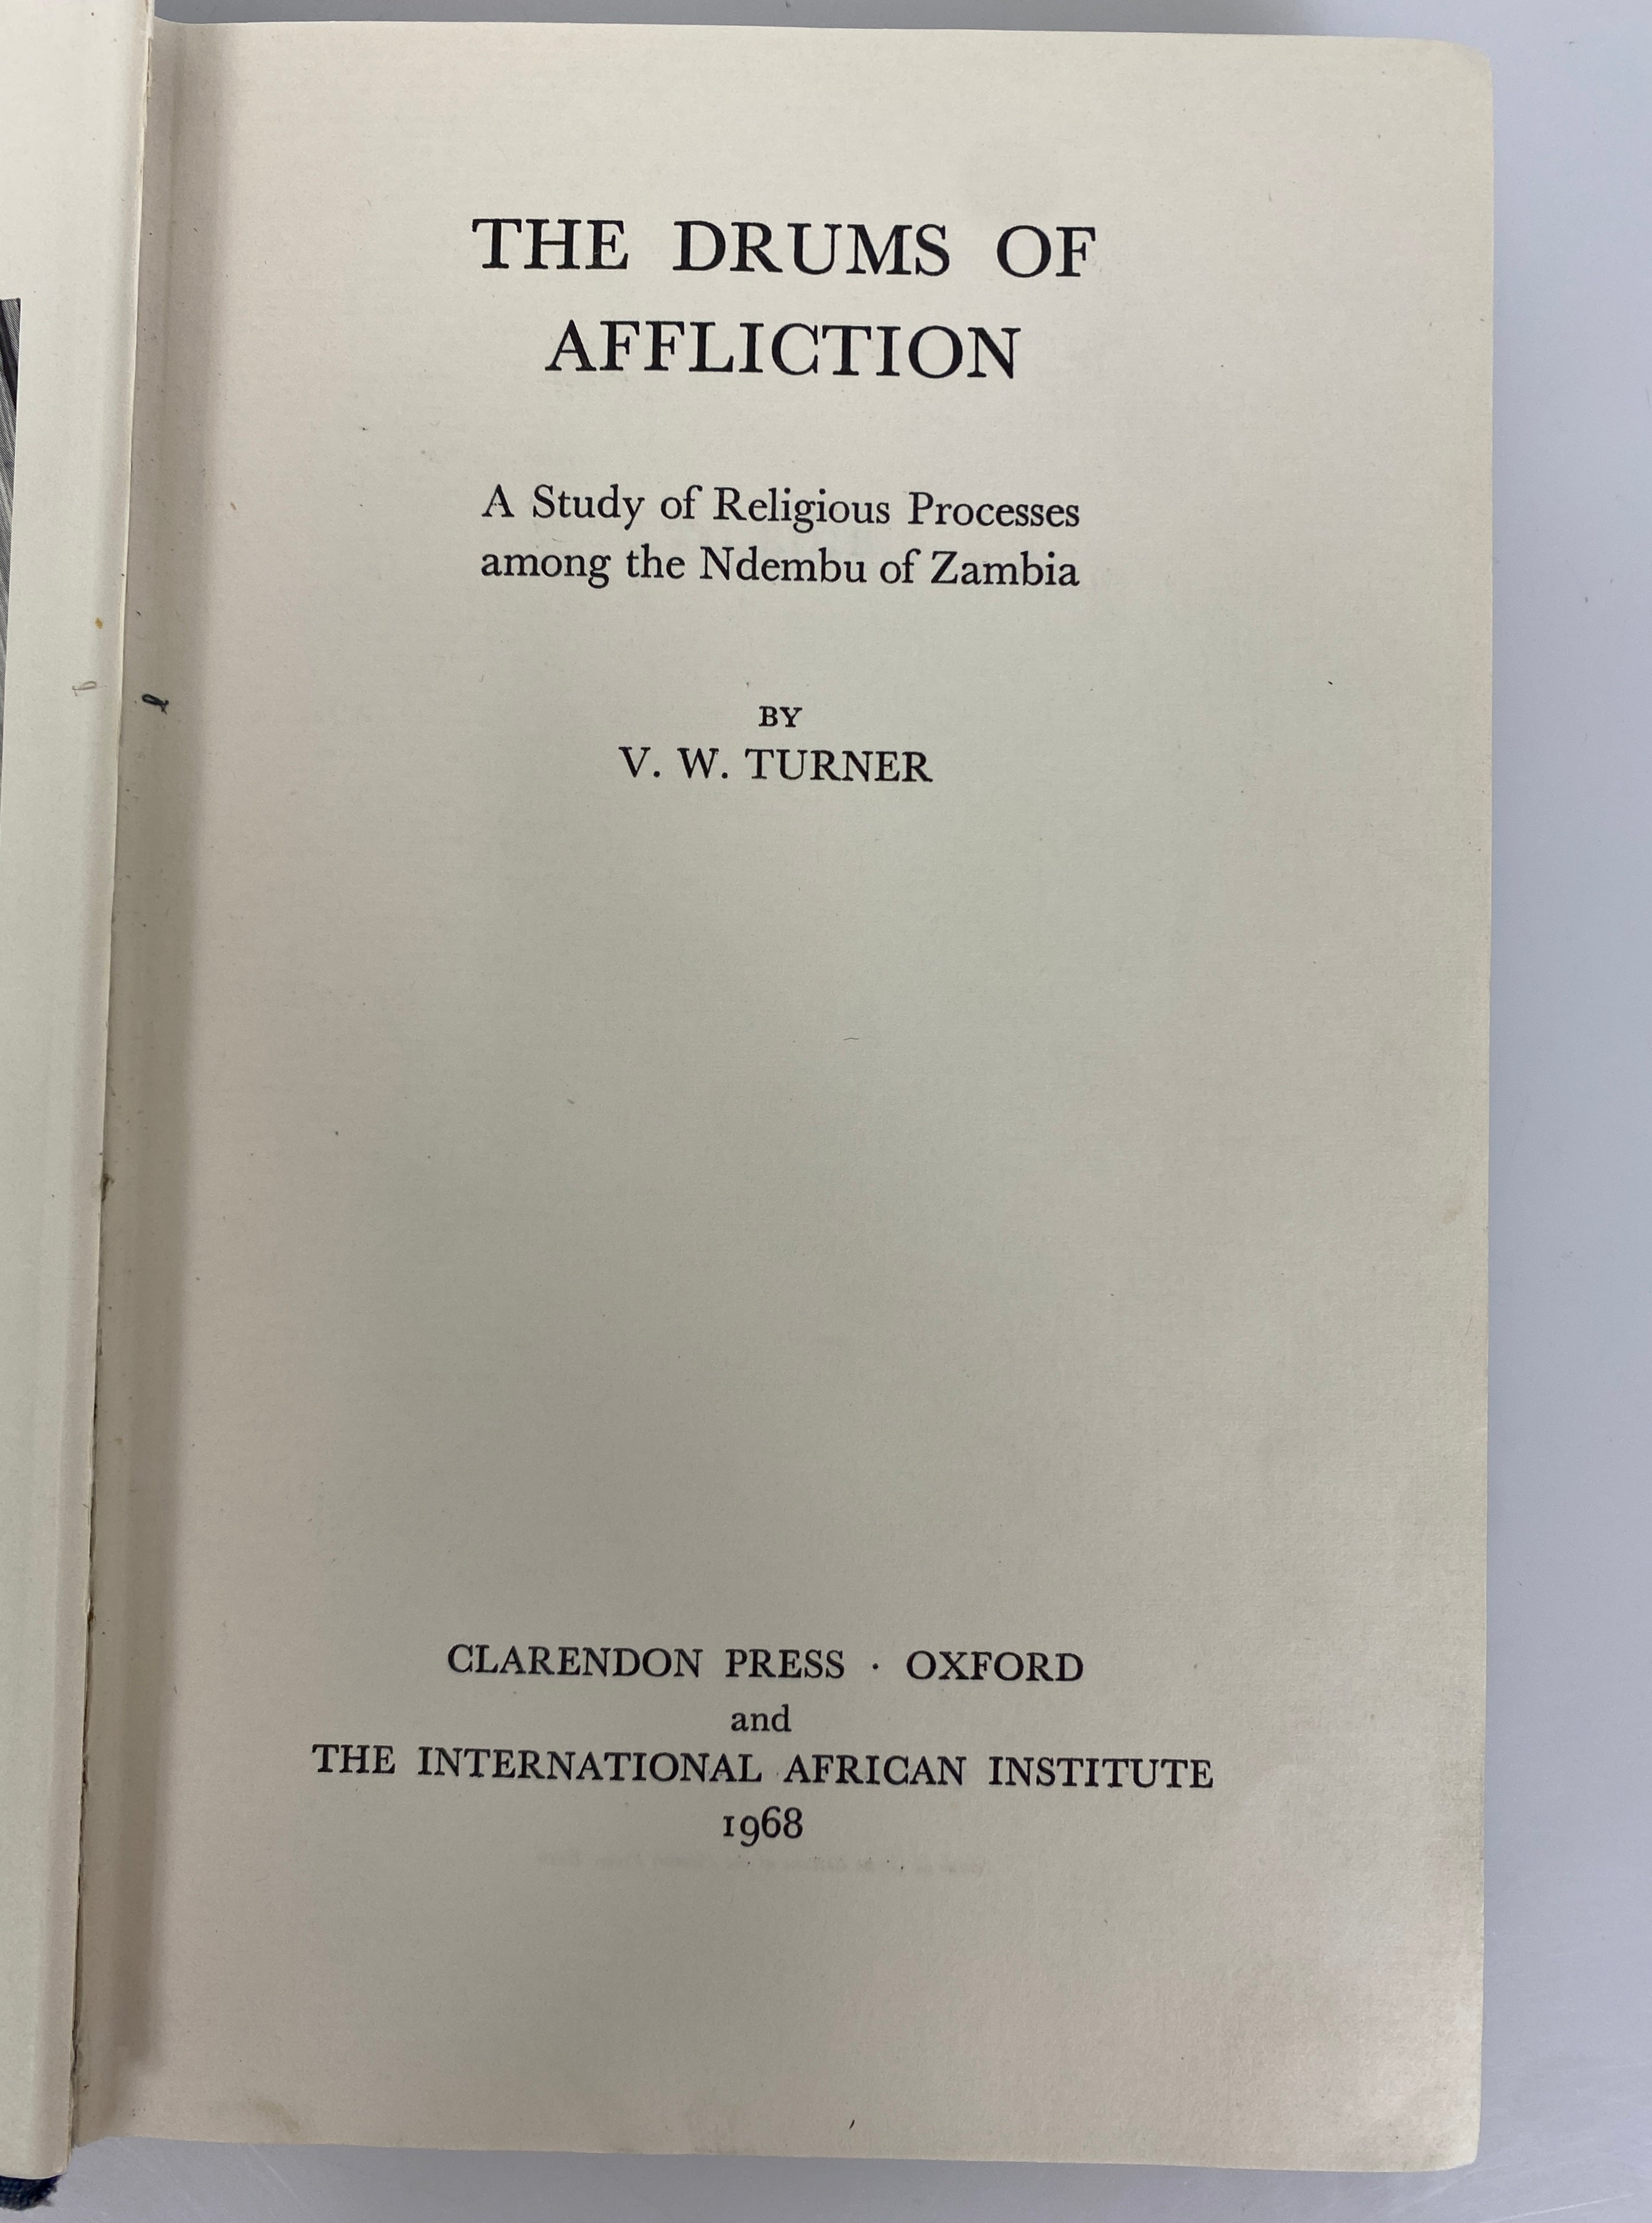 THE DRUMS OF
AFFLICTION
A Study of Religious Processes
among the Ndembu of Zambia
BY
V. W. TURNER
CLARENDON PRESS · OXFORD
and
THE INTERNATIONAL AFRICAN INSTITUTE
1968